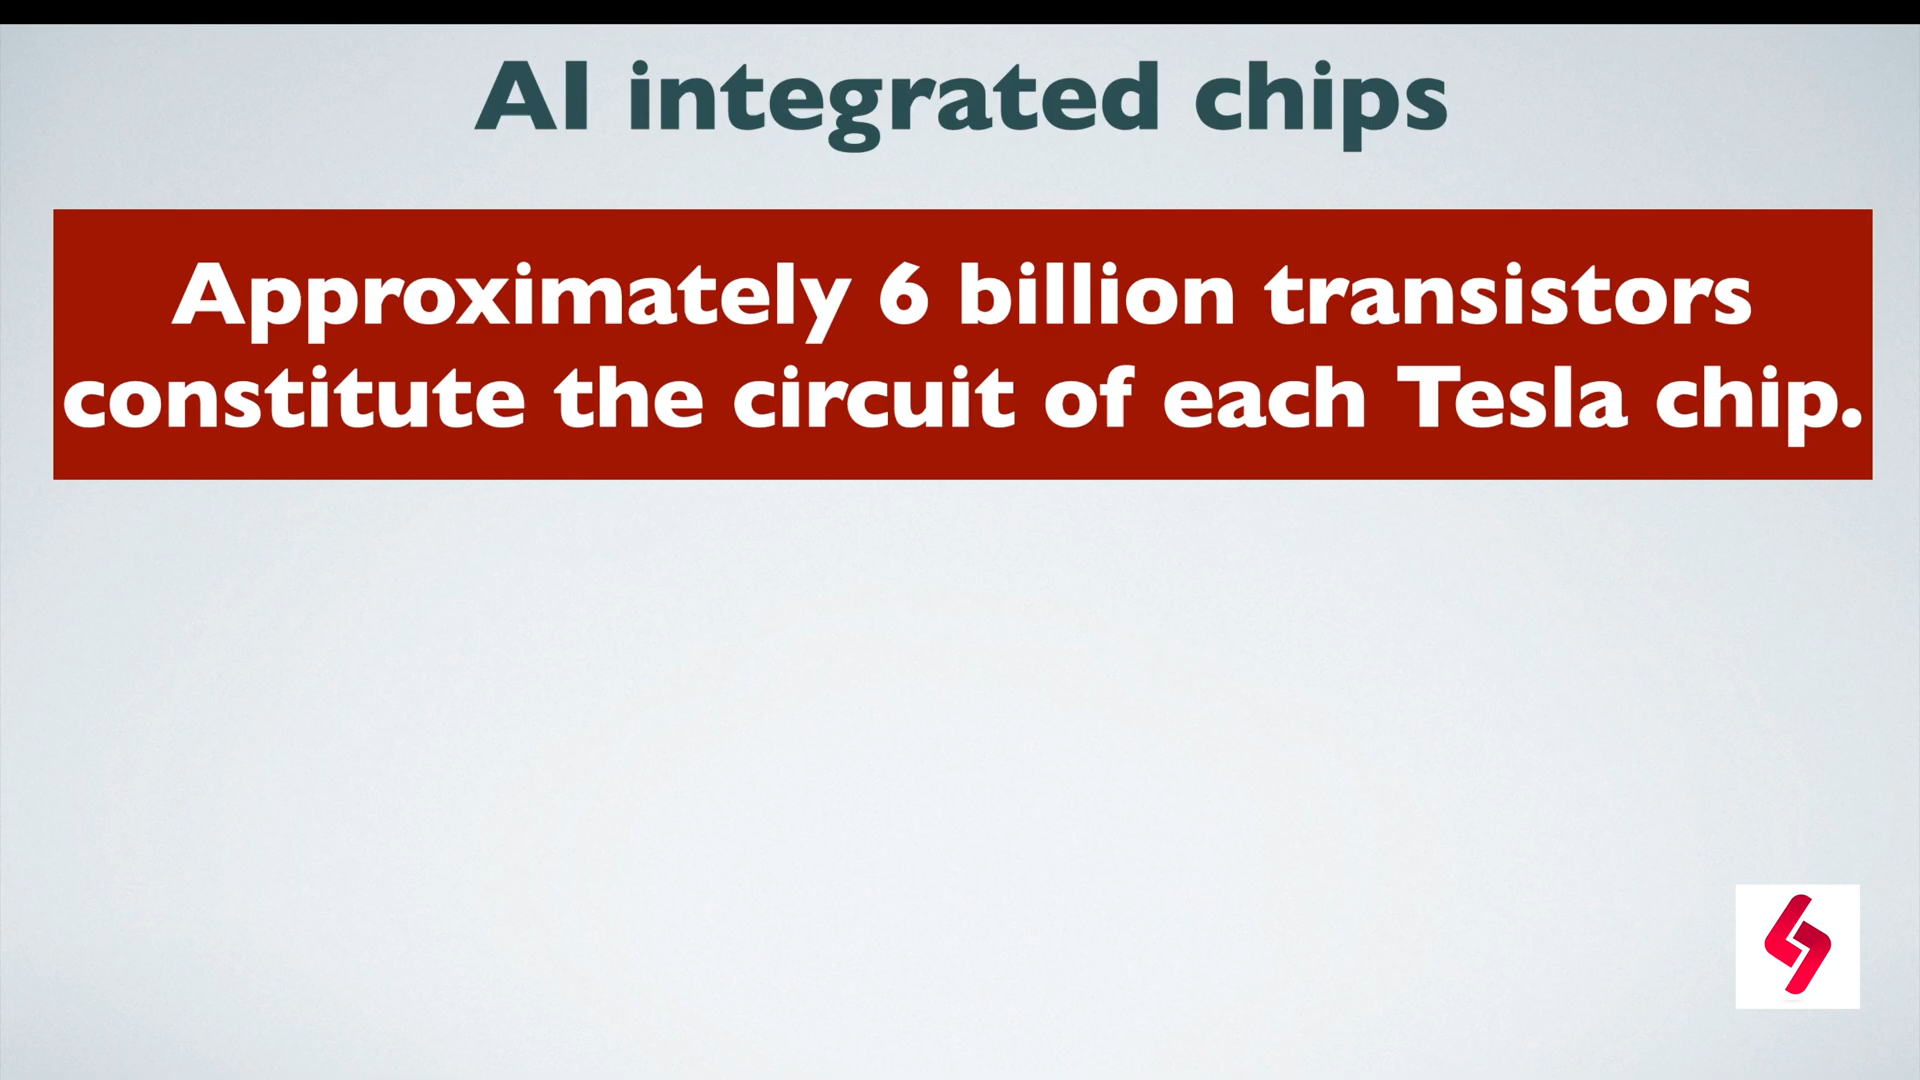 AI integrated chips
Approximately 6 billion transistors
constitute the circuit of each Tesla chip.